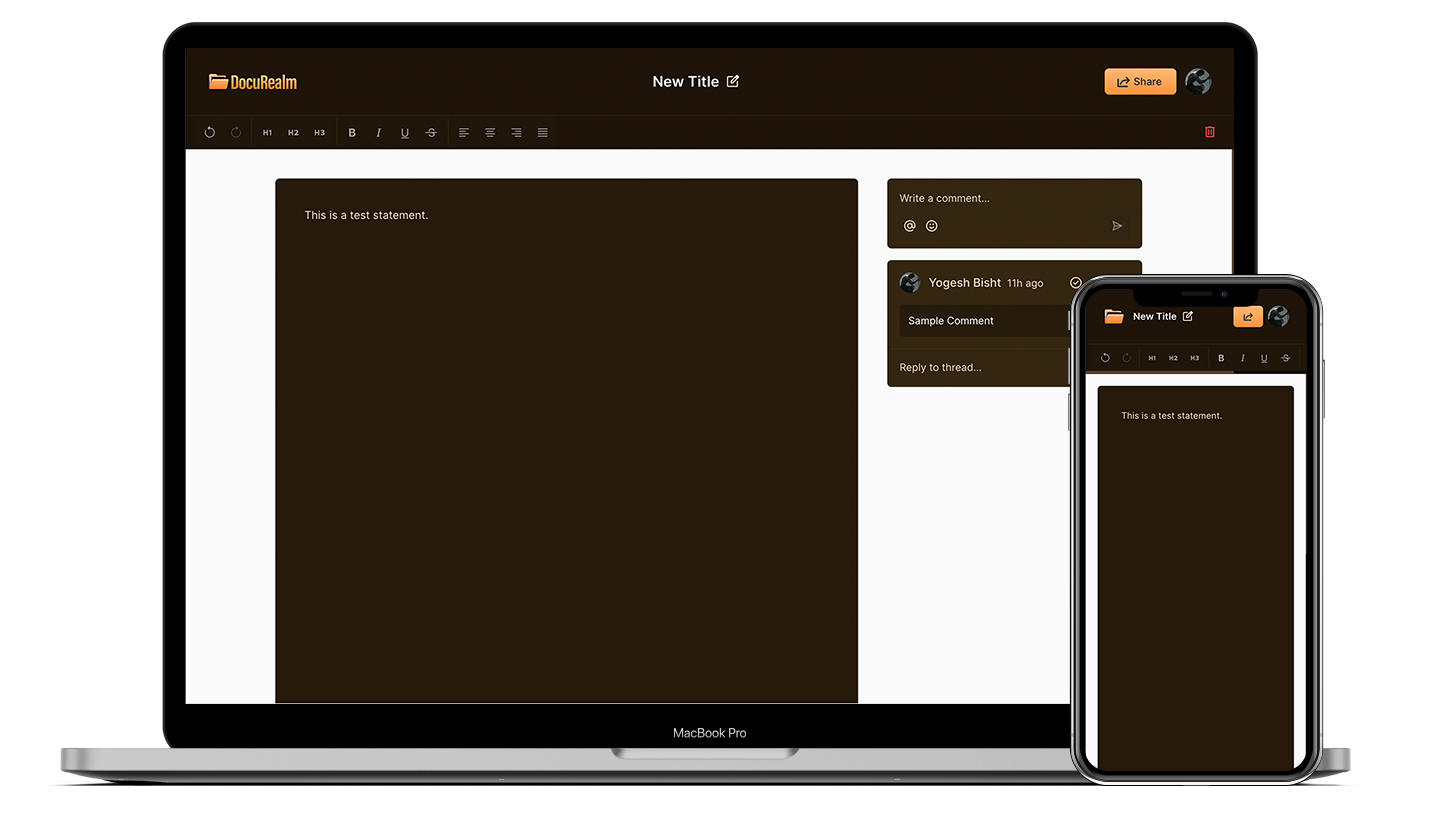 DocuRealm
New Title
Share
H1 H2 H3 B I U S
This is a test statement.
Write a comment...
@
Yogesh Bisht 11h ago
Sample Comment
Reply to thread...
MacBook Pro
New Title
H1 H2 H3 B I U S
This is a test statement.